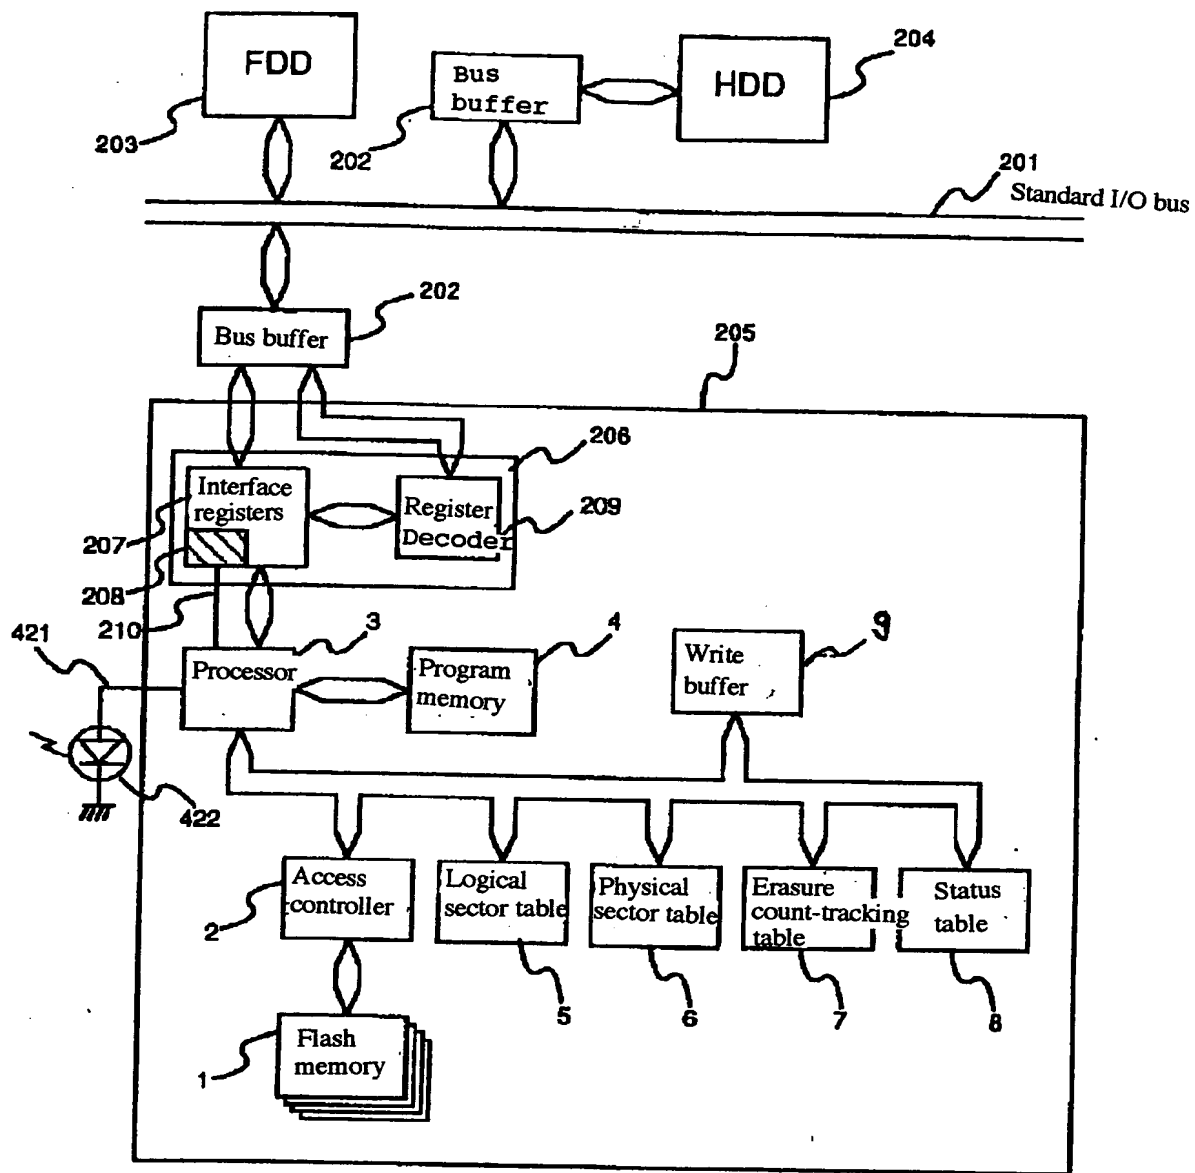 FDD
203
Bus
buffer
202
HDD
204
201
Standard I/O bus
202
Bus buffer
205
206
Interface
registers
207
208
210
Register
Decoder
209
421
422
Processor
3
Program
memory
4
Write
buffer
9
Access
controller
2
Logical
sector table
5
Physical
sector table
6
Erasure
count-tracking
table
7
Status
table
8
Flash
memory
1